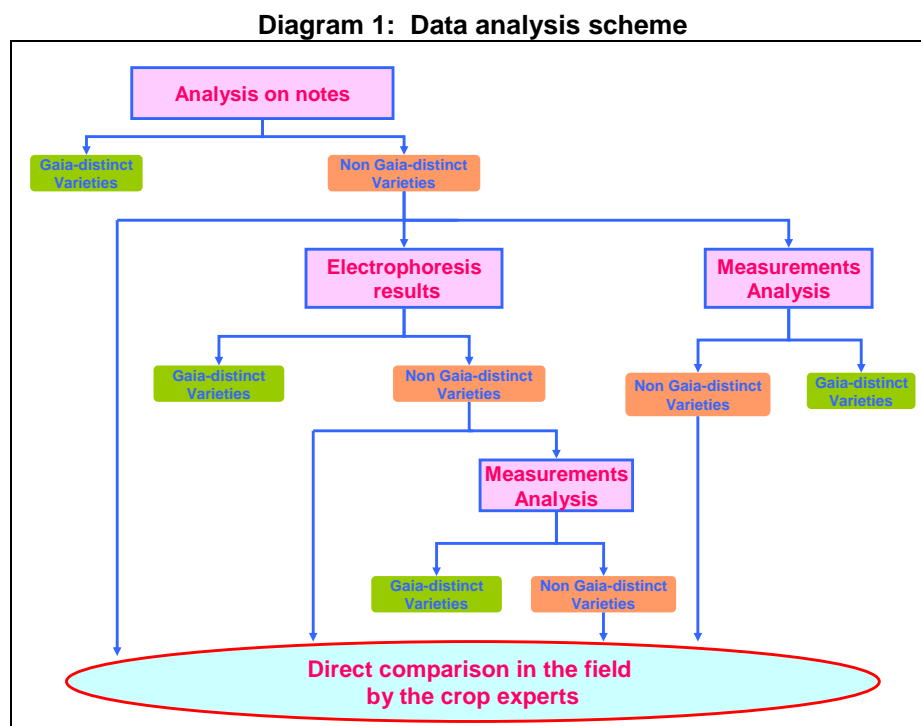 Diagram 1: Data analysis scheme
Analysis on notes
Gaia-distinct
Varieties
Non Gaia-distinct
Varieties
Electrophoresis
results
Measurements
Analysis
Gaia-distinct
Varieties
Non Gaia-distinct
Varieties
Non Gaia-distinct
Varieties
Gaia-distinct
Varieties
Measurements
Analysis
Gaia-distinct
Varieties
Non Gaia-distinct
Varieties
Direct comparison in the field
by the crop experts